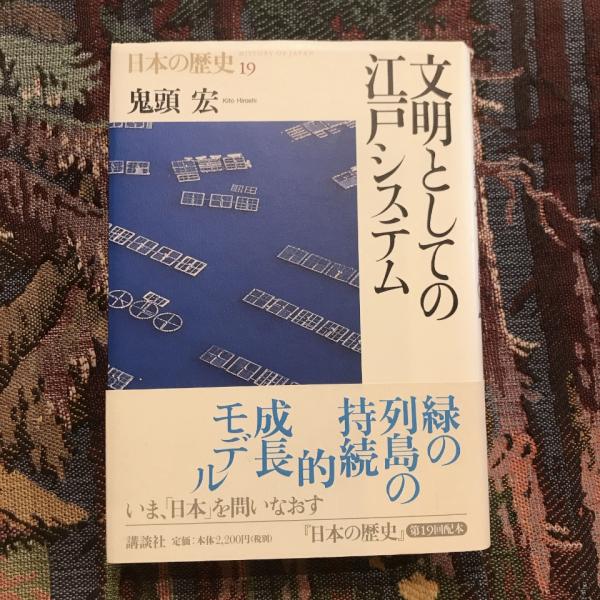 日本の歴史 19
HISTORY OF JAPAN
鬼頭 宏 Kito Hiroshi
文明としての
江戸システム
緑の
列島の
持続
的
成長
モデル
いま、「日本」を問いなおす
『日本の歴史』 第19回配本
講談社 定価:本体2,200円(税別)